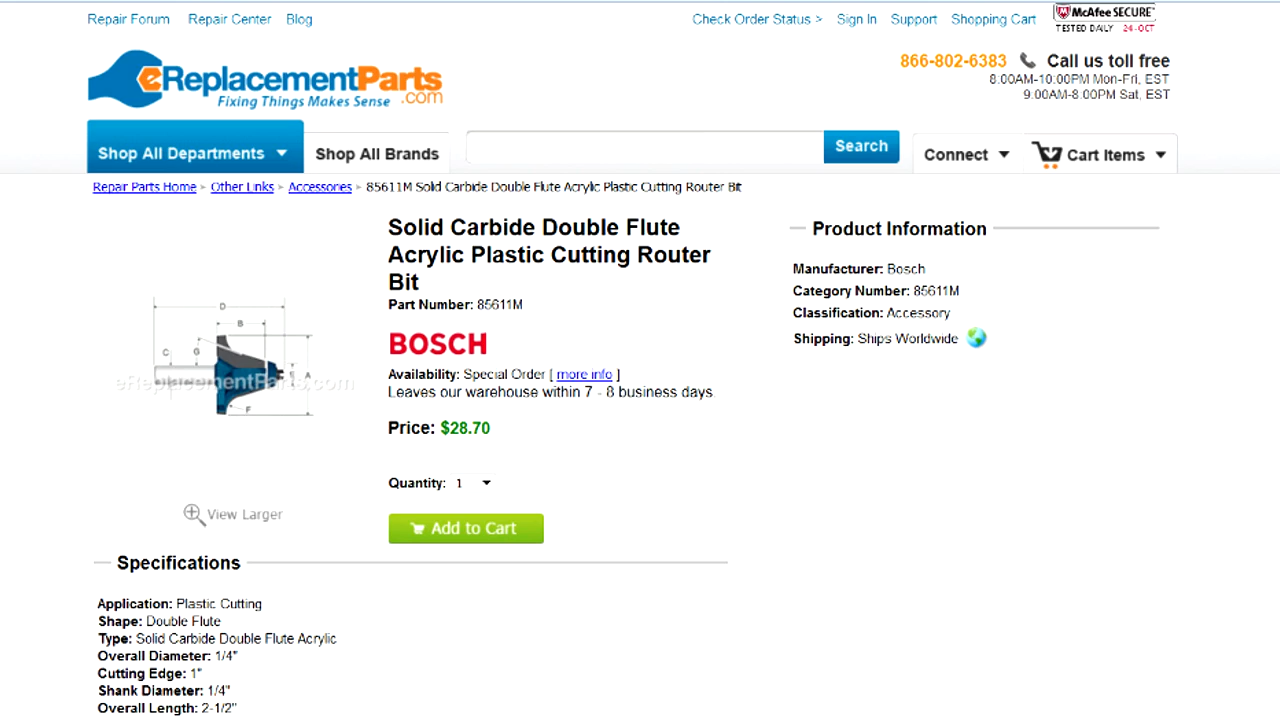 Repair Forum Repair Center Blog Check Order Status > Sign In Support Shopping Cart McAfee SECURE
TESTED DAILY 24-OCT
eReplacementParts.com
Fixing Things Makes Sense
866-802-6383 Call us toll free
8:00AM-10:00PM Mon-Fri, EST
9:00AM-8:00PM Sat, EST
Shop All Departments Shop All Brands Search Connect Cart Items
Repair Parts Home Other Links Accessories 85611M Solid Carbide Double Flute Acrylic Plastic Cutting Router Bit
Solid Carbide Double Flute
Acrylic Plastic Cutting Router
Bit
Part Number: 85611M
BOSCH
Availability: Special Order [ more info ]
Leaves our warehouse within 7 - 8 business days.
Price: $28.70
Quantity: 1
Add to Cart
Product Information
Manufacturer: Bosch
Category Number: 85611M
Classification: Accessory
Shipping: Ships Worldwide
D
B
C G
A
F
eReplacementParts.com
View Larger
Specifications
Application: Plastic Cutting
Shape: Double Flute
Type: Solid Carbide Double Flute Acrylic
Overall Diameter: 1/4"
Cutting Edge: 1"
Shank Diameter: 1/4"
Overall Length: 2-1/2"